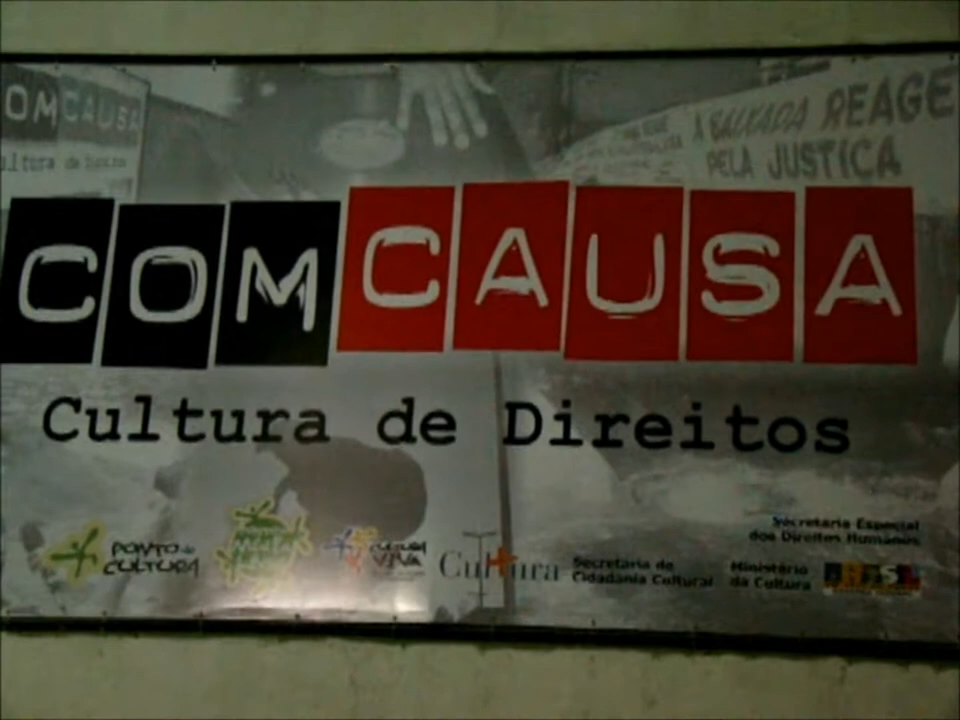 OMCAUSA
A BAIXADA REAGE
PELA JUSTIÇA
COMCAUSA
Cultura de Direitos
Secretaria Especial
dos Direitos Humanos
PONTO de
CULTURA
CULTURA
VIVA
Cultura
Secretaria de
Cidadania Cultural
Ministério
da Cultura
BRASIL